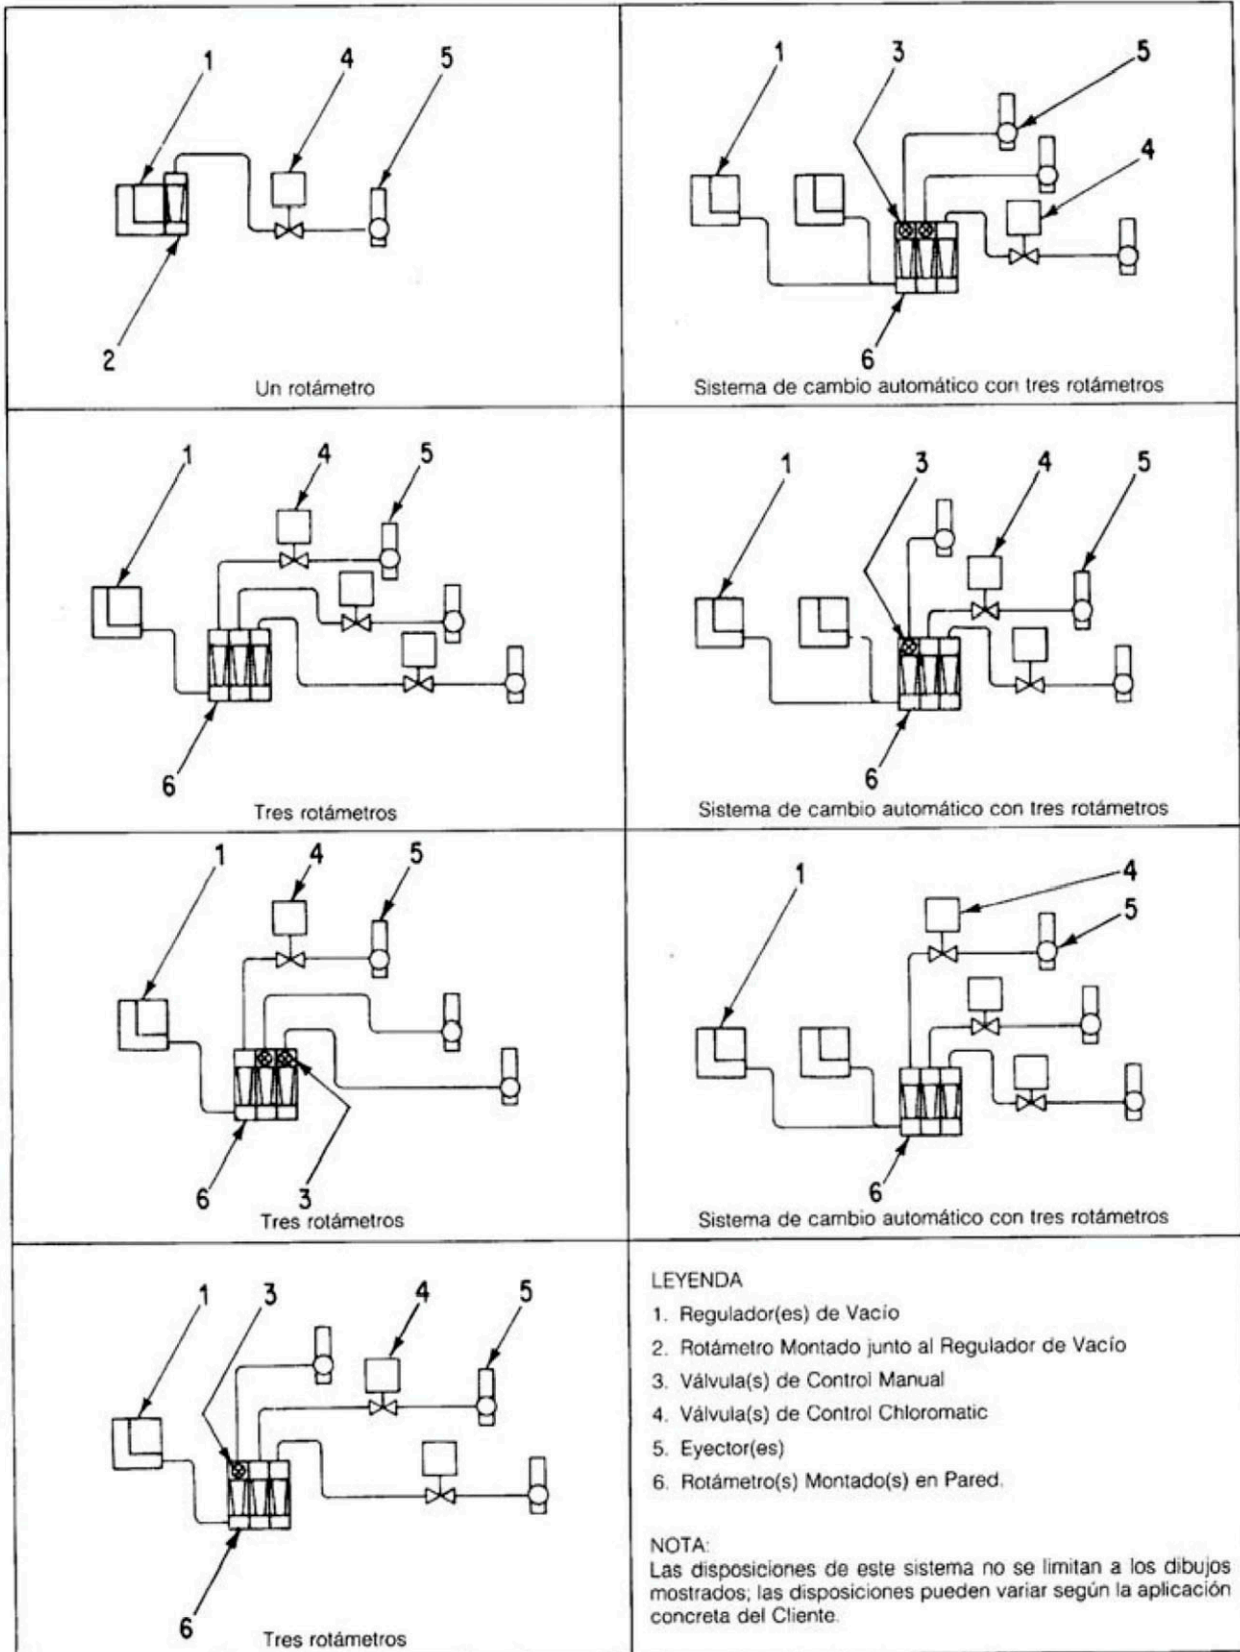 1
4
5
2
Un rotámetro
1
3
5
4
6
Sistema de cambio automático con tres rotámetros
1
4
5
6
Tres rotámetros
1
3
4
5
6
Sistema de cambio automático con tres rotámetros
1
4
5
6
3
Tres rotámetros
1
4
5
6
Sistema de cambio automático con tres rotámetros
1
3
4
5
6
Tres rotámetros
LEYENDA
1. Regulador(es) de Vacío
2. Rotámetro Montado junto al Regulador de Vacío
3. Válvula(s) de Control Manual
4. Válvula(s) de Control Chloromatic
5. Eyector(es)
6. Rotámetro(s) Montado(s) en Pared.
NOTA:
Las disposiciones de este sistema no se limitan a los dibujos
mostrados; las disposiciones pueden variar según la aplicación
concreta del Cliente.